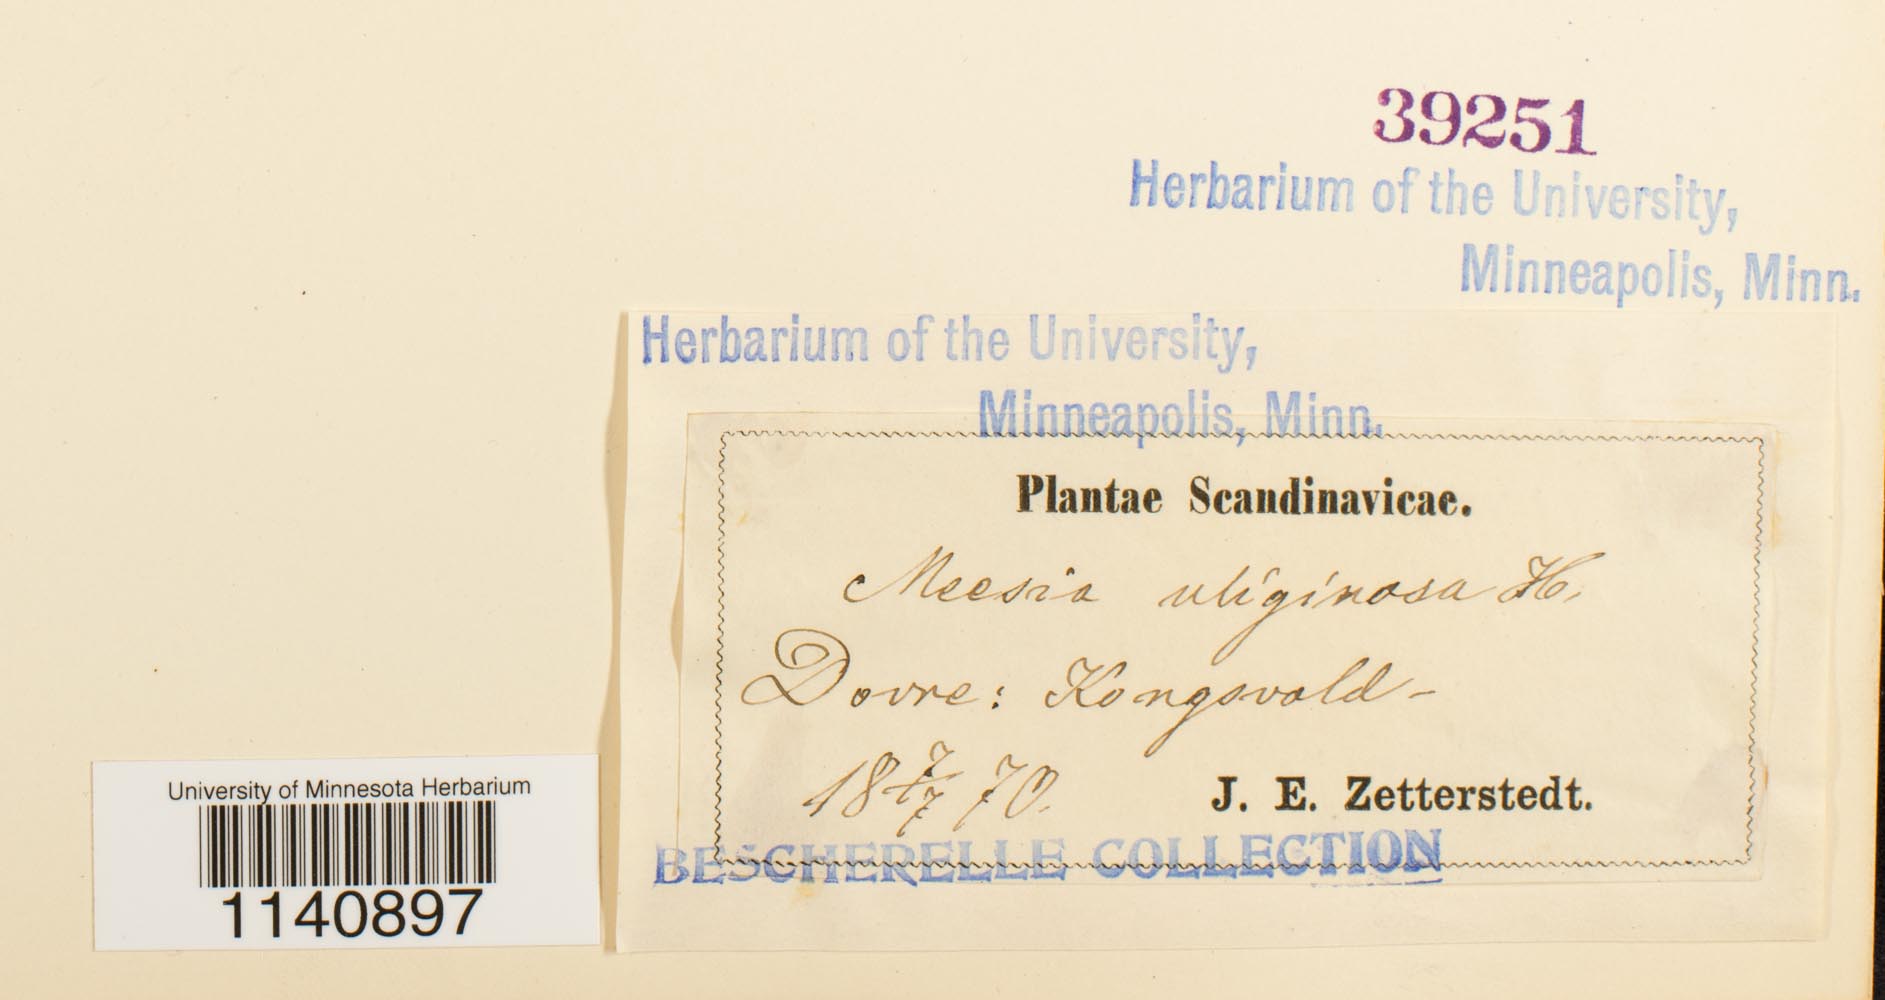 39251
Herbarium of the University,
Minneapolis, Minn.
Herbarium of the University,
Minneapolis, Minn.
Plantae Scandinavicae.
Meesia uliginosa H.
Dovre: Kongsvold-
18 7/7 70.
J. E. Zetterstedt.
BESCHERELLE COLLECTION
University of Minnesota Herbarium
1140897